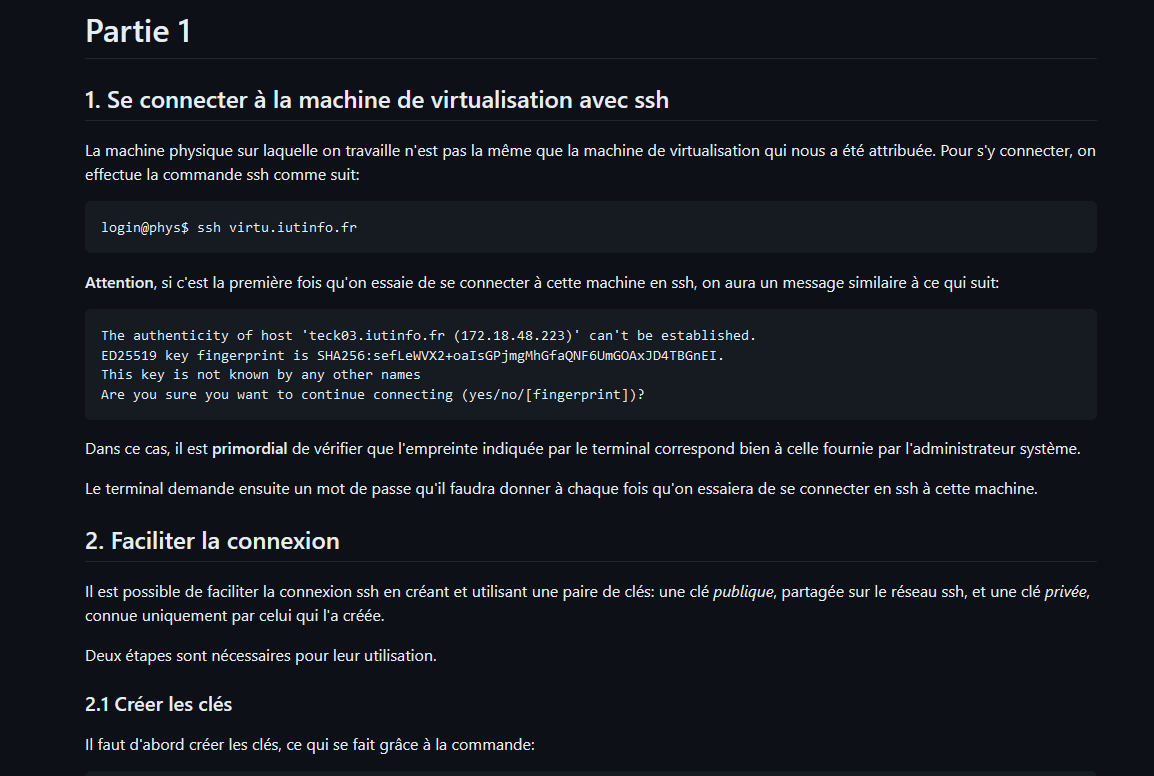 Partie 1
1. Se connecter à la machine de virtualisation avec ssh
La machine physique sur laquelle on travaille n'est pas la même que la machine de virtualisation qui nous a été attribuée. Pour s'y connecter, on
effectue la commande ssh comme suit:
login@phys$ ssh virtu.iutinfo.fr
Attention, si c'est la première fois qu'on essaie de se connecter à cette machine en ssh, on aura un message similaire à ce qui suit:
The authenticity of host 'teck03.iutinfo.fr (172.18.48.223)' can't be established.
ED25519 key fingerprint is SHA256:sefLeWVX2+oaIsGPjmgMhGfaQNF6UmGOAxJD4TBGnEI.
This key is not known by any other names
Are you sure you want to continue connecting (yes/no/[fingerprint])?
Dans ce cas, il est primordial de vérifier que l'empreinte indiquée par le terminal correspond bien à celle fournie par l'administrateur système.
Le terminal demande ensuite un mot de passe qu'il faudra donner à chaque fois qu'on essaiera de se connecter en ssh à cette machine.
2. Faciliter la connexion
Il est possible de faciliter la connexion ssh en créant et utilisant une paire de clés: une clé publique, partagée sur le réseau ssh, et une clé privée,
connue uniquement par celui qui l'a créée.
Deux étapes sont nécessaires pour leur utilisation.
2.1 Créer les clés
Il faut d'abord créer les clés, ce qui se fait grâce à la commande: